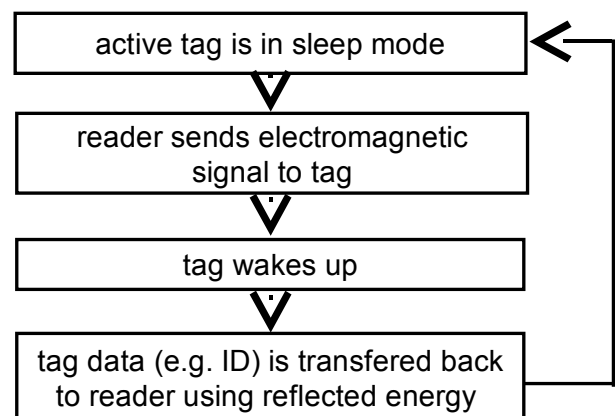 active tag is in sleep mode
reader sends electromagnetic
signal to tag
tag wakes up
tag data (e.g. ID) is transfered back
to reader using reflected energy